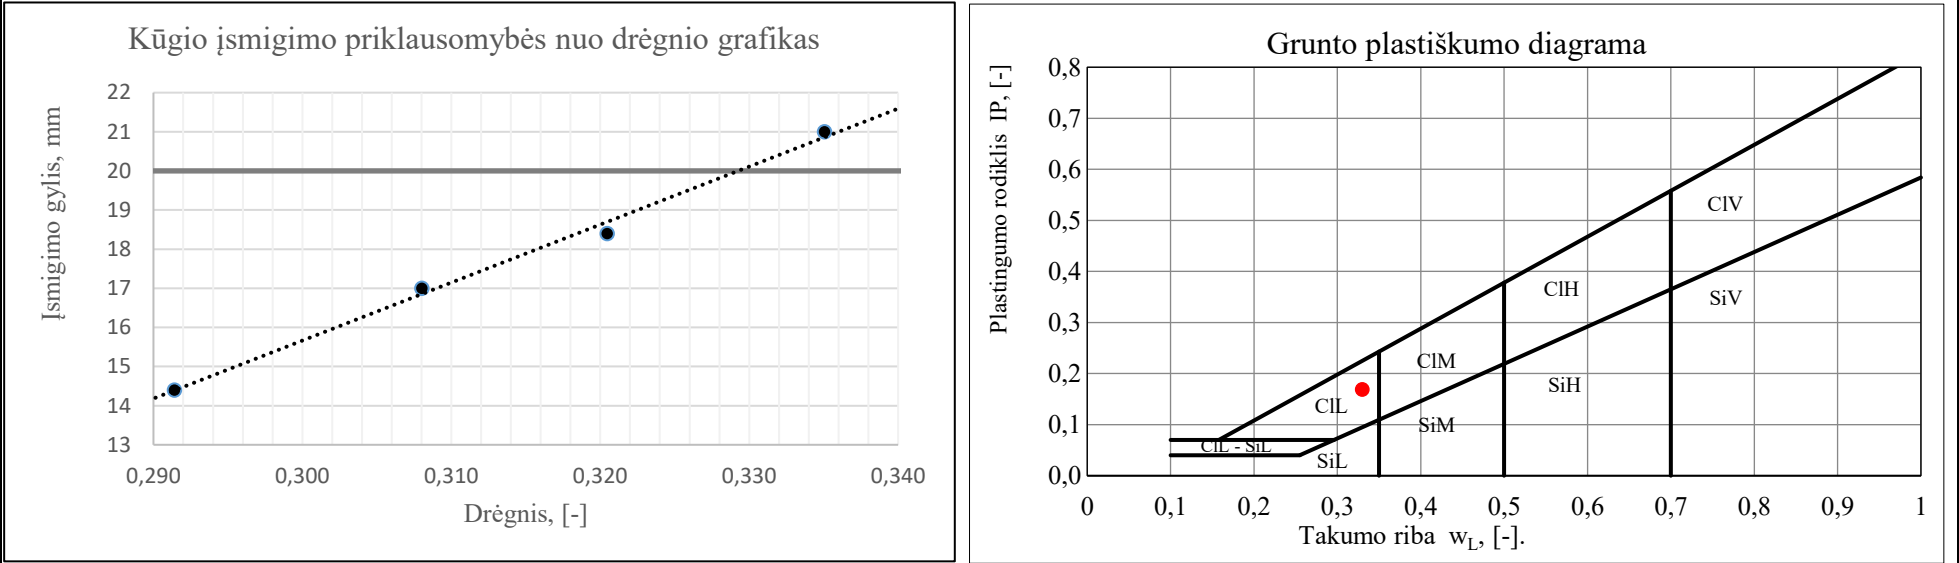 Kūgio įsmigimo priklausomybės nuo drėgnio grafikas
Įsmigimo gylis, mm
22
21
20
19
18
17
16
15
14
13
0,290
0,300
0,310
0,320
0,330
0,340
Drėgnis, [-]
Grunto plastiškumo diagrama
Plastingumo rodiklis IP, [-]
0,8
0,7
0,6
0,5
0,4
0,3
0,2
0,1
0,0
ClV
ClH
SiV
ClM
SiH
ClL
SiM
ClL - SiL
SiL
0
0,1
0,2
0,3
0,4
0,5
0,6
0,7
0,8
0,9
1
Takumo riba wL, [-].